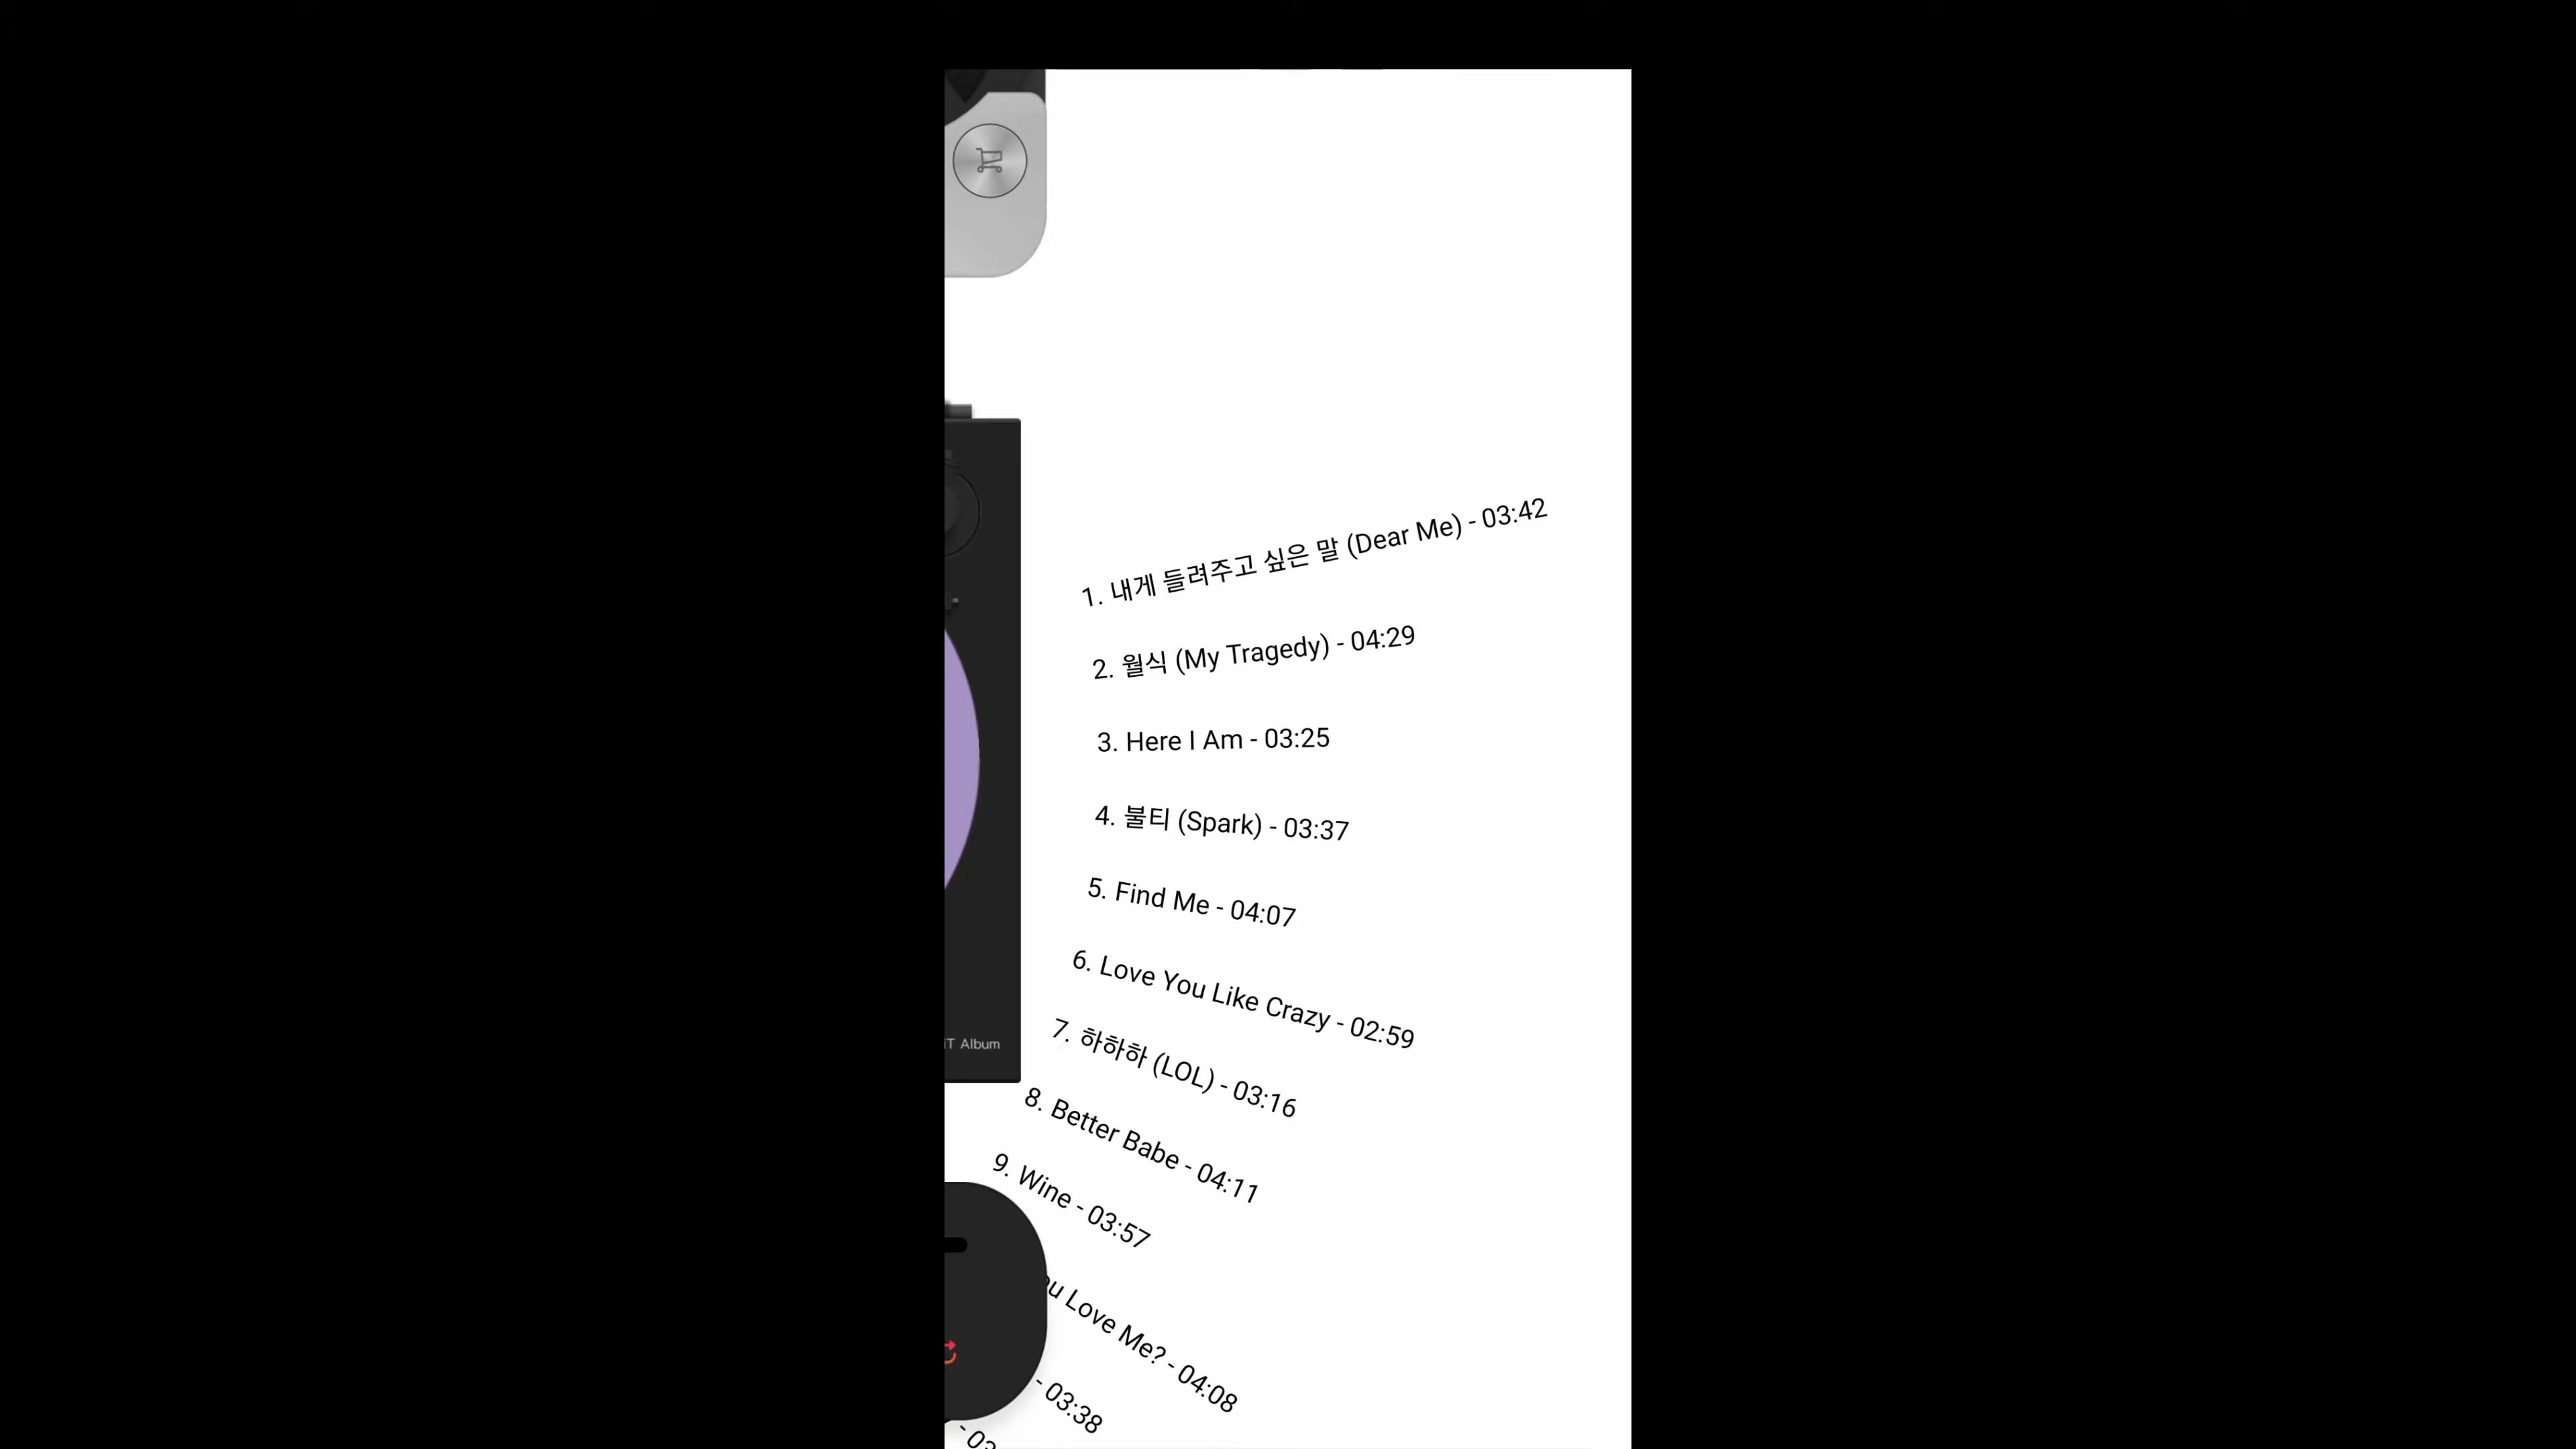 1. 내게 들려주고 싶은 말 (Dear Me) - 03:42
2. 월식 (My Tragedy) - 04:29
3. Here I Am - 03:25
4. 불티 (Spark) - 03:37
5. Find Me - 04:07
6. Love You Like Crazy - 02:59
Album
7. 하하하 (LOL) - 03:16
8. Better Babe - 04:11
9. Wine - 03:57
Love Me? - 04:08
- 03:38